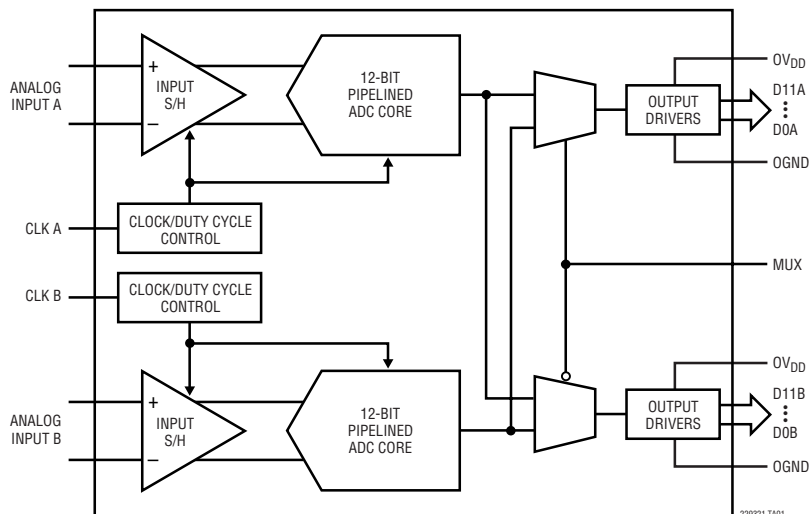 ANALOG
INPUT A
+
−
INPUT
S/H
12-BIT
PIPELINED
ADC CORE
OUTPUT
DRIVERS
OVDD
D11A
D0A
OGND
CLK A
CLOCK/DUTY CYCLE
CONTROL
MUX
CLK B
CLOCK/DUTY CYCLE
CONTROL
ANALOG
INPUT B
+
−
INPUT
S/H
12-BIT
PIPELINED
ADC CORE
OUTPUT
DRIVERS
OVDD
D11B
D0B
OGND